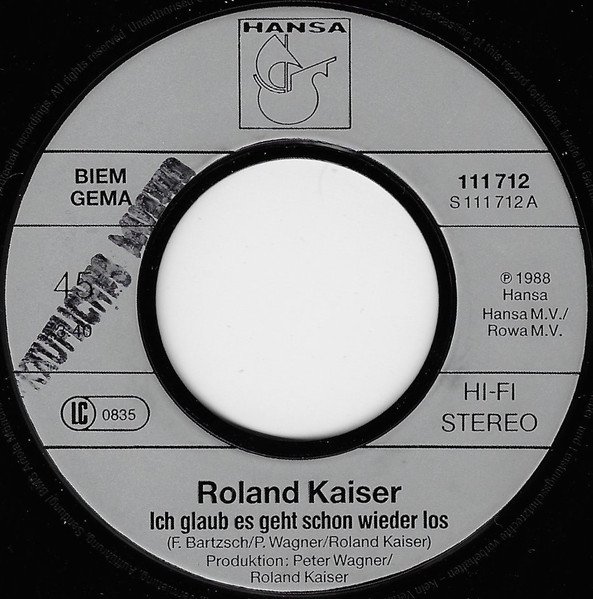 HANSA
BIEM
GEMA
111 712
S 111 712 A
45
3:40
℗ 1988
Hansa
Hansa M.V./
Rowa M.V.
LC 0835
HI-FI
STEREO
Roland Kaiser
Ich glaub es geht schon wieder los
(F. Bartzsch/P. Wagner/Roland Kaiser)
Produktion: Peter Wagner/
Roland Kaiser